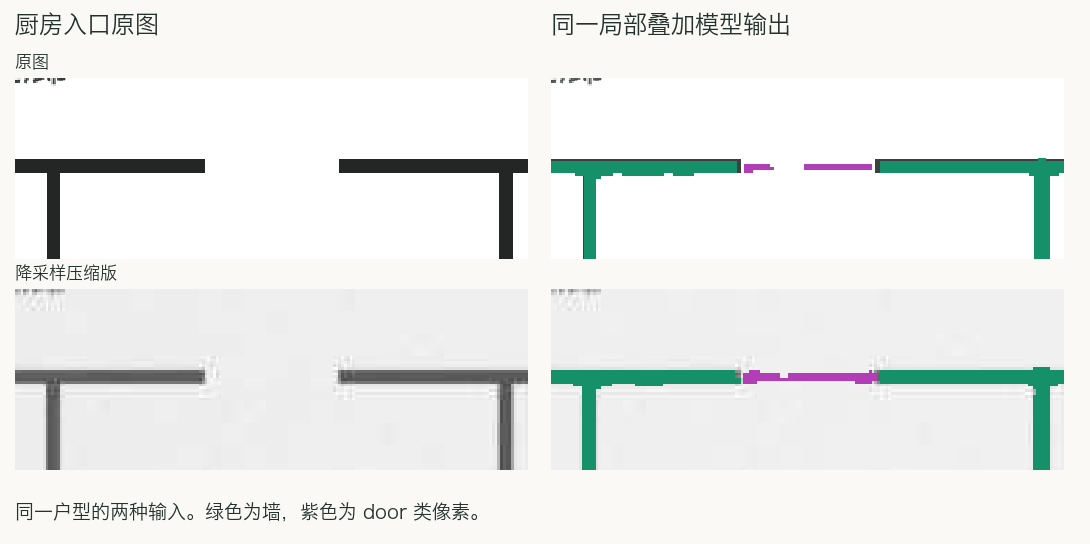 厨房入口原图
同一局部叠加模型输出
原图
降采样压缩版
同一户型的两种输入。绿色为墙，紫色为 door 类像素。